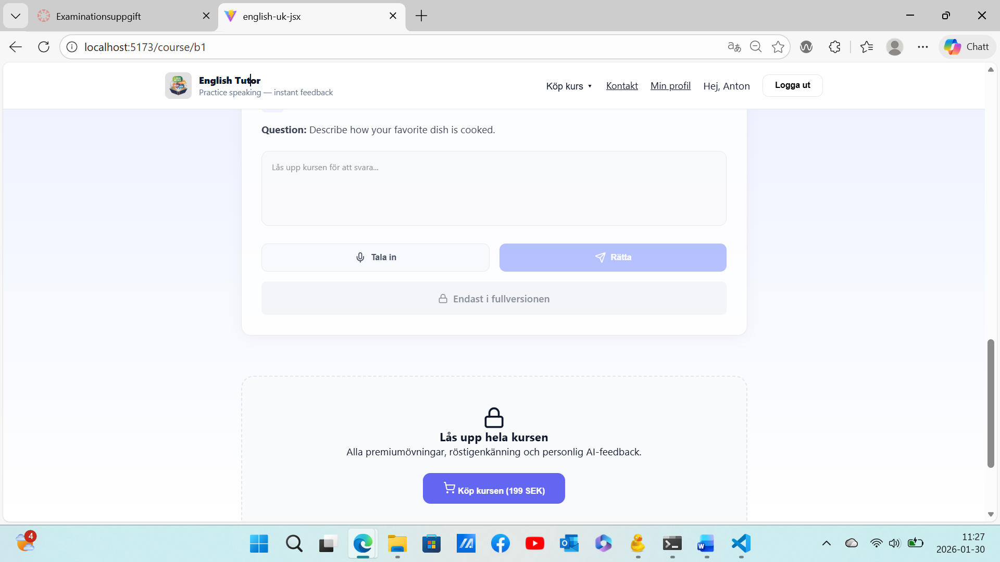 Examinationsuppgift
english-uk-jsx
localhost:5173/course/b1
Chatt
English Tutor
Practice speaking — instant feedback
Köp kurs ▾
Kontakt
Min profil
Hej, Anton
Logga ut
Question: Describe how your favorite dish is cooked.
Lås upp kursen för att svara...
Tala in
Rätta
Endast i fullversionen
Lås upp hela kursen
Alla premiumövningar, röstigenkänning och personlig AI-feedback.
Köp kursen (199 SEK)
4
11:27
2026-01-30